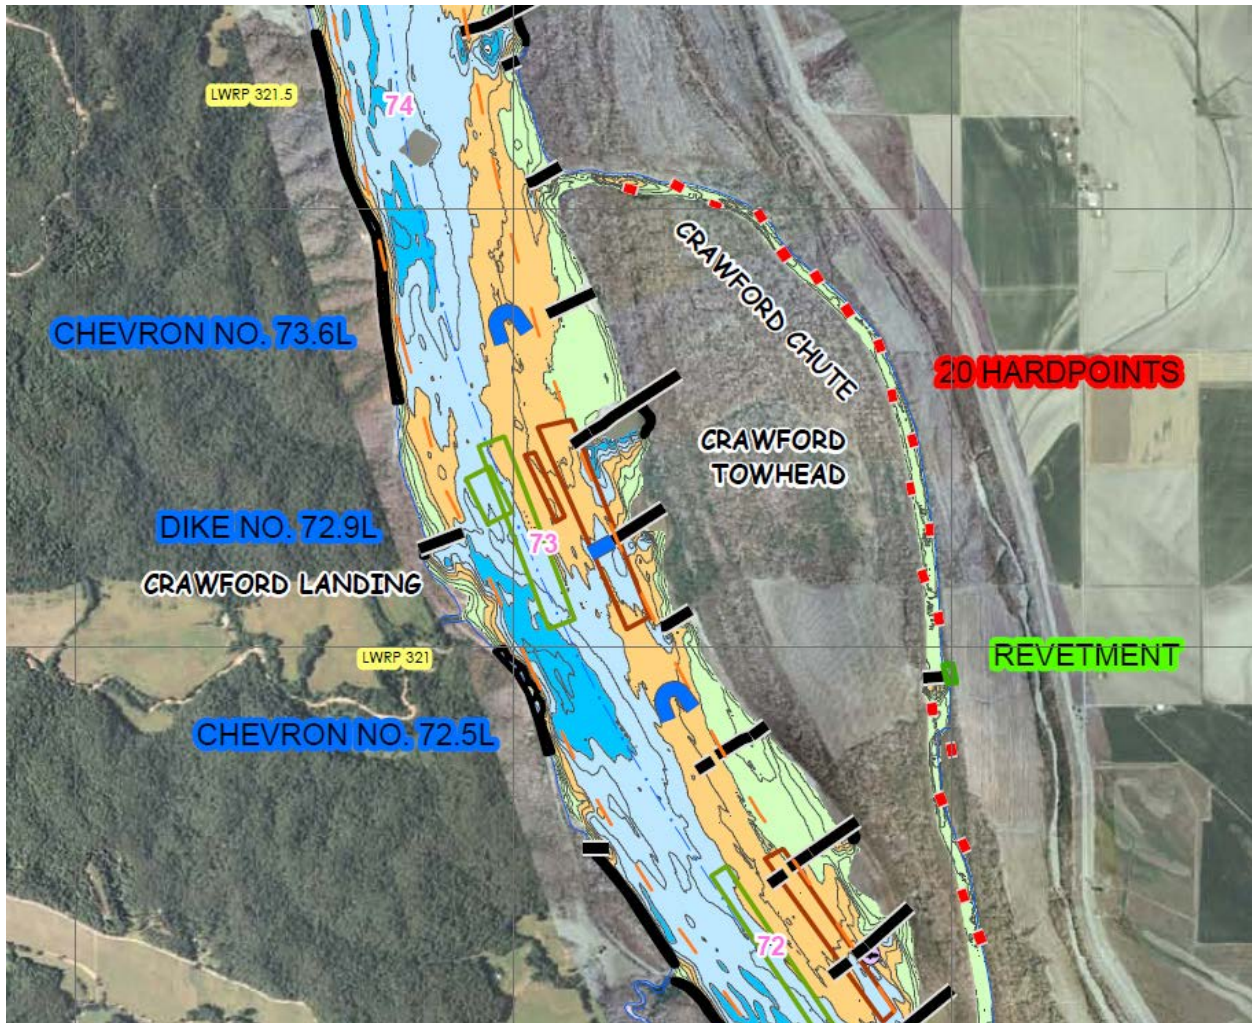 LWRP 321.5
74
CRAWFORD CHUTE
CHEVRON NO. 73.6L
20 HARDPOINTS
CRAWFORD
TOWHEAD
DIKE NO. 72.9L
73
CRAWFORD LANDING
LWRP 321
REVETMENT
CHEVRON NO. 72.5L
72